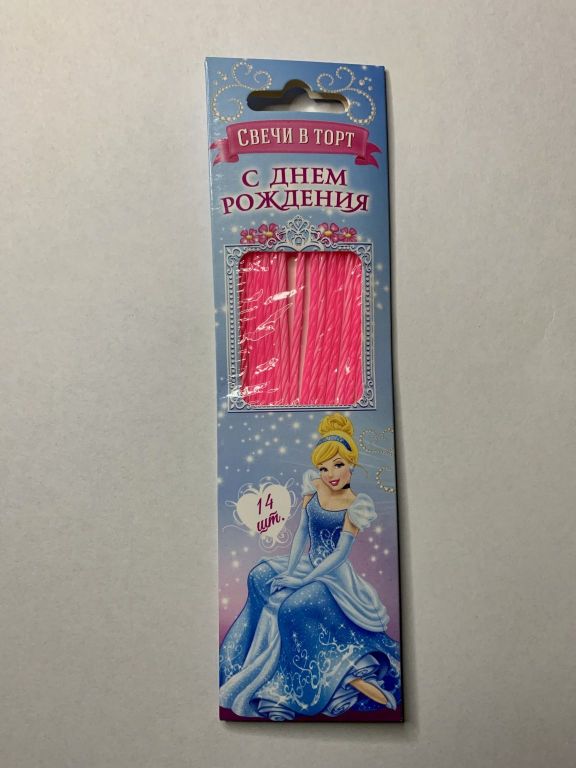 СВЕЧИ В ТОРТ
С ДНЕМ
РОЖДЕНИЯ
14
шт.